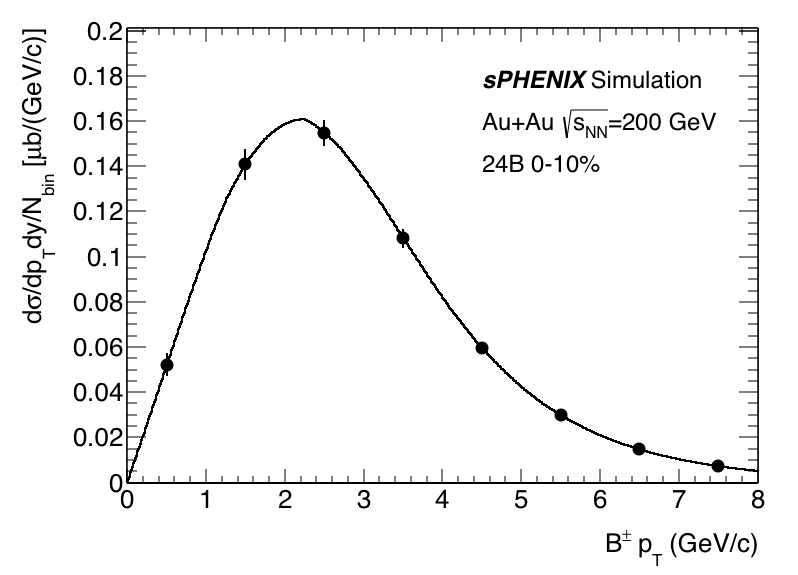 dσ/dp_T dy/N_bin [μb/(GeV/c)]
0.2
0.18
0.16
0.14
0.12
0.1
0.08
0.06
0.04
0.02
0
sPHENIX Simulation
Au+Au √s_NN=200 GeV
24B 0-10%
0 1 2 3 4 5 6 7 8
B± p_T (GeV/c)